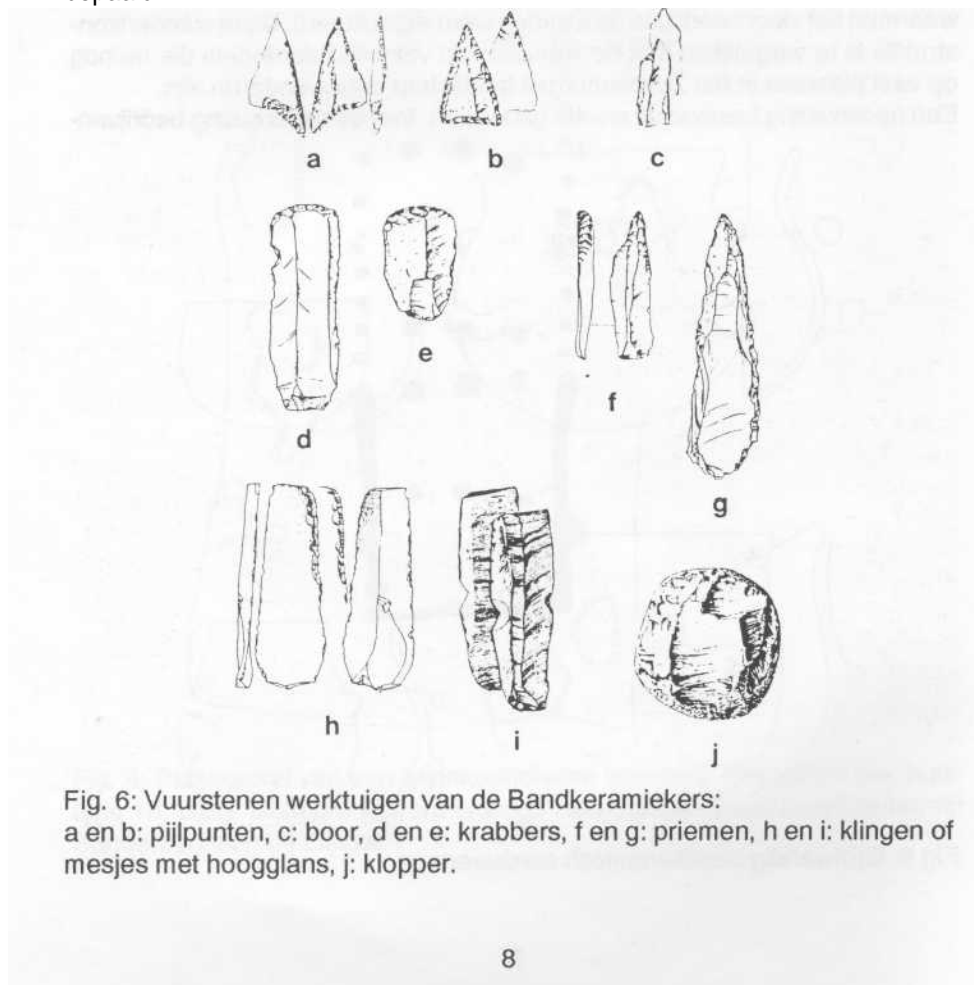 a b c
d e f g
h i j
Fig. 6: Vuurstenen werktuigen van de Bandkeramiekers:
a en b: pijlpunten, c: boor, d en e: krabbers, f en g: priemen, h en i: klingen of
mesjes met hoogglans, j: klopper.
8